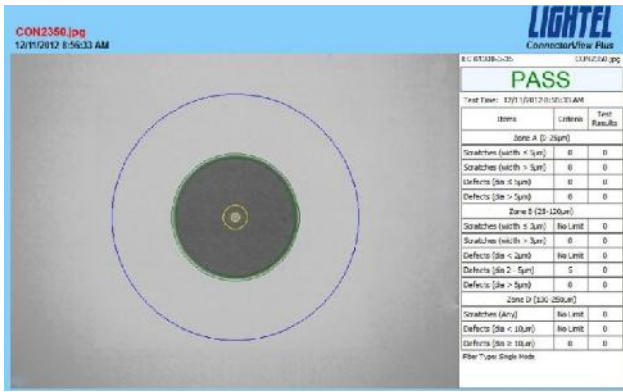 CON2350.jpg
12/11/2012 8:56:33 AM
LIGHTEL
ConnectorView Plus
CON2350.jpg
PASS
Test Time: 12/11/2012 8:56:33 AM
Items Criteria Test Results
Zone A (0-25μm)
Scratches (width ≤ 5μm) 0 0
Scratches (width > 5μm) 0 0
Defects (dia ≤ 5μm) 0 0
Defects (dia > 5μm) 0 0
Zone B (25-120μm)
Scratches (width ≤ 3μm) No Limit 0
Scratches (width > 3μm) 0 0
Defects (dia < 2μm) No Limit 0
Defects (dia 2 - 5μm) 5 0
Defects (dia > 5μm) 0 0
Zone D (130-250μm)
Scratches (Any) No Limit 0
Defects (dia < 10μm) No Limit 0
Defects (dia ≥ 10μm) 0 0
Fiber Type: Single Mode